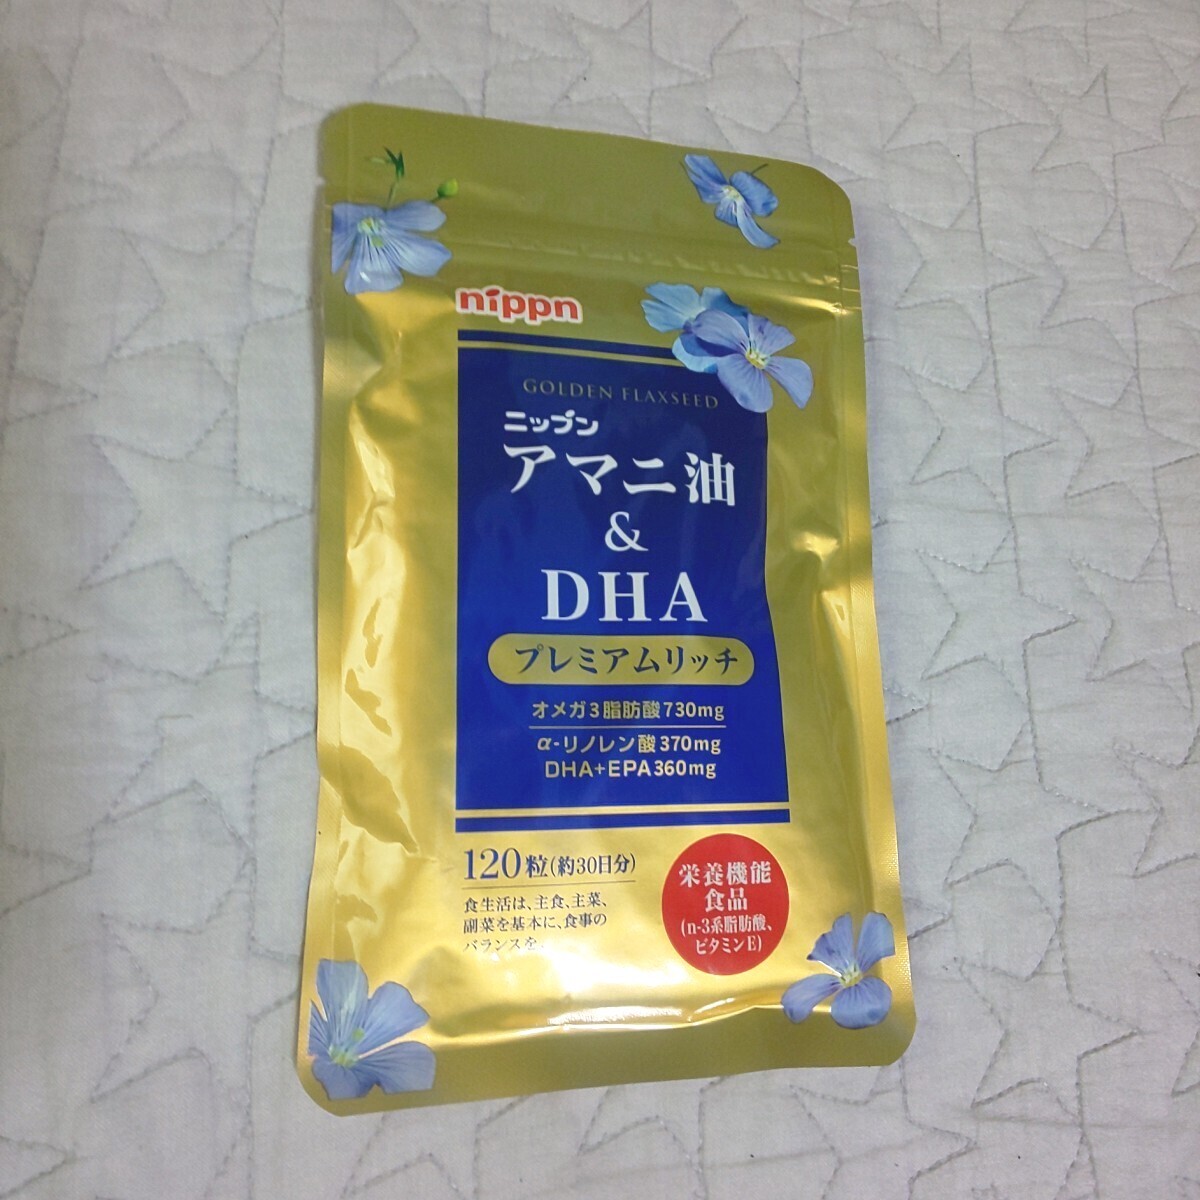 nippn
GOLDEN FLAXSEED
ニップン
アマニ油
&
DHA
プレミアムリッチ
オメガ3脂肪酸730mg
α-リノレン酸370mg
DHA+EPA360mg
120粒(約30日分)
食生活は、主食、主菜、
副菜を基本に、食事の
バランスを。
栄養機能
食品
(n-3系脂肪酸、
ビタミンE)